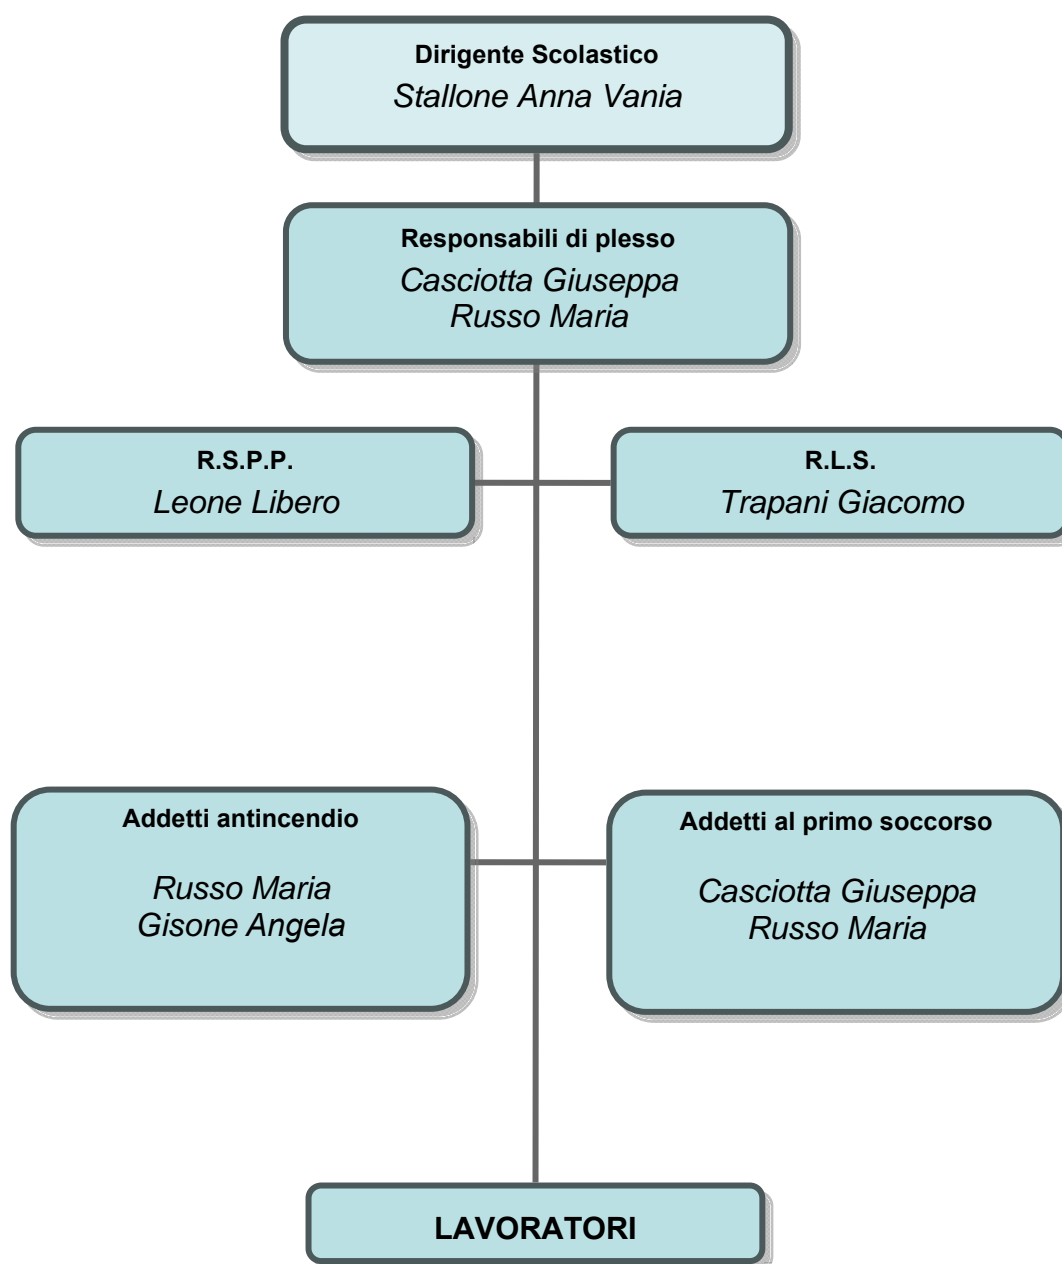 Dirigente Scolastico
Stallone Anna Vania
Responsabili di plesso
Casciotta Giuseppa
Russo Maria
R.S.P.P.
Leone Libero
R.L.S.
Trapani Giacomo
Addetti antincendio
Russo Maria
Gisone Angela
Addetti al primo soccorso
Casciotta Giuseppa
Russo Maria
LAVORATORI